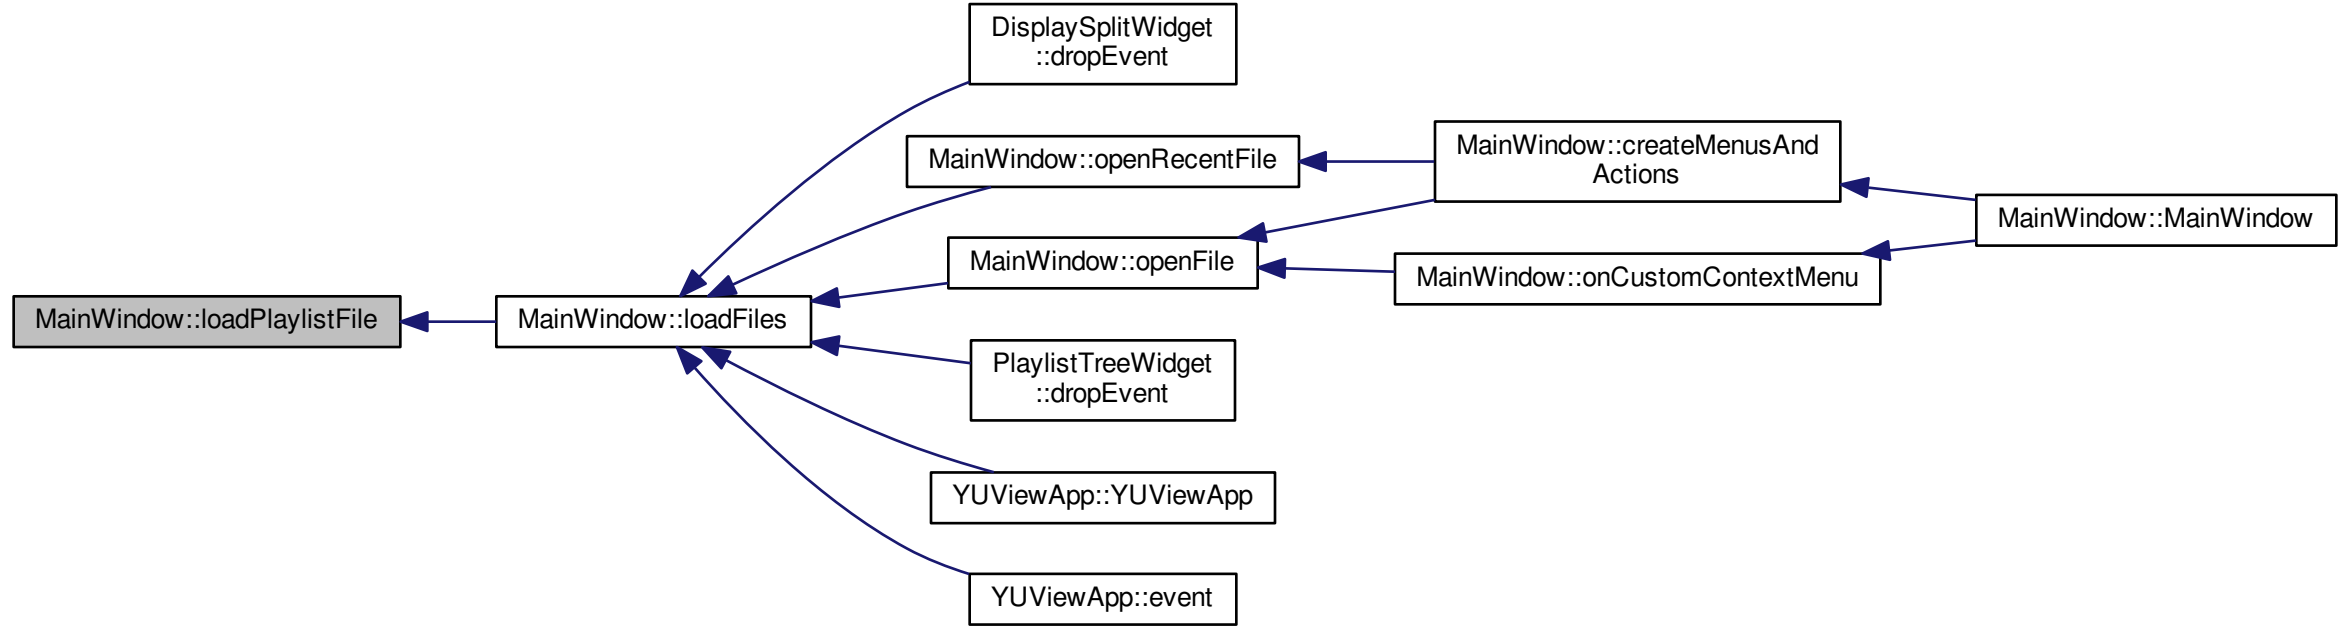 DisplaySplitWidget
::dropEvent
MainWindow::openRecentFile
MainWindow::createMenusAnd
Actions
MainWindow::MainWindow
MainWindow::openFile
MainWindow::onCustomContextMenu
MainWindow::loadPlaylistFile
MainWindow::loadFiles
PlaylistTreeWidget
::dropEvent
YUViewApp::YUViewApp
YUViewApp::event